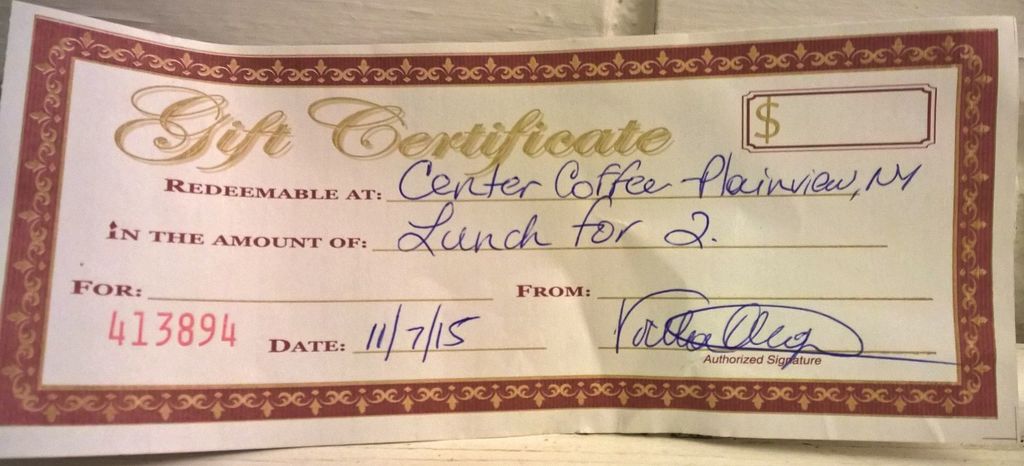 Gift Certificate
$
REDEEMABLE AT: Center Coffee - Plainview, NY
IN THE AMOUNT OF: Lunch for 2.
FOR: FROM:
413894 DATE: 11/7/15
Authorized Signature